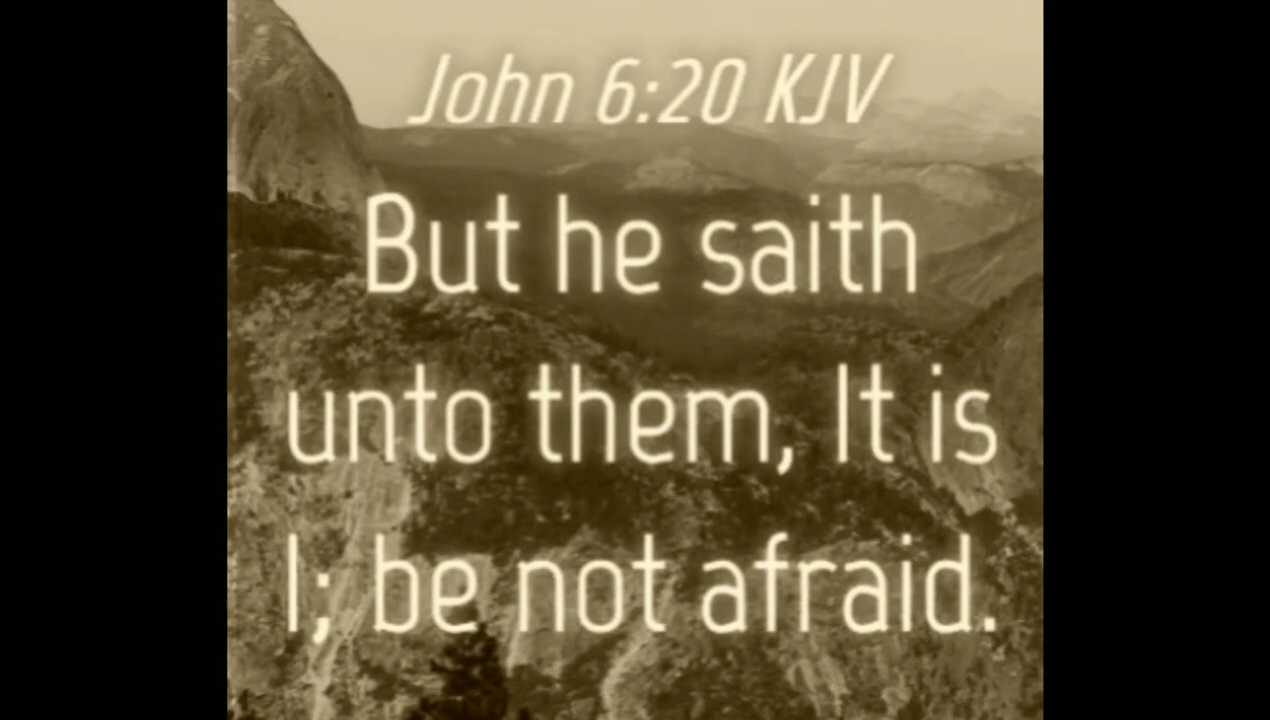 John 6:20 KJV
But he saith
unto them, It is
I; be not afraid.